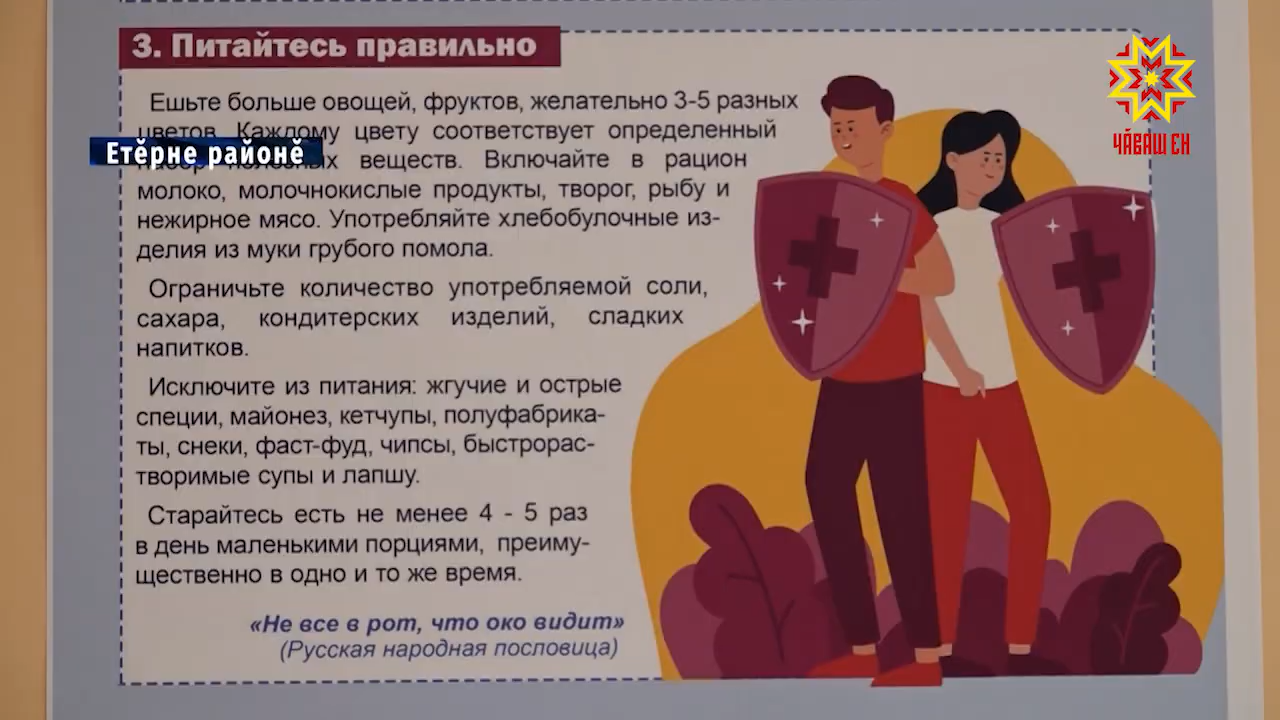 3. Питайтесь правильно
ЧӐВАШ ЕН
Ешьте больше овощей, фруктов, желательно 3-5 разных
цветов. Каждому цвету соответствует определенный
Етӗрне районӗ
веществ. Включайте в рацион
молоко, молочнокислые продукты, творог, рыбу и
нежирное мясо. Употребляйте хлебобулочные из-
делия из муки грубого помола.
Ограничьте количество употребляемой соли,
сахара, кондитерских изделий, сладких
напитков.
Исключите из питания: жгучие и острые
специи, майонез, кетчупы, полуфабрика-
ты, снеки, фаст-фуд, чипсы, быстрорас-
творимые супы и лапшу.
Старайтесь есть не менее 4 - 5 раз
в день маленькими порциями, преиму-
щественно в одно и то же время.
«Не все в рот, что око видит»
(Русская народная пословица)